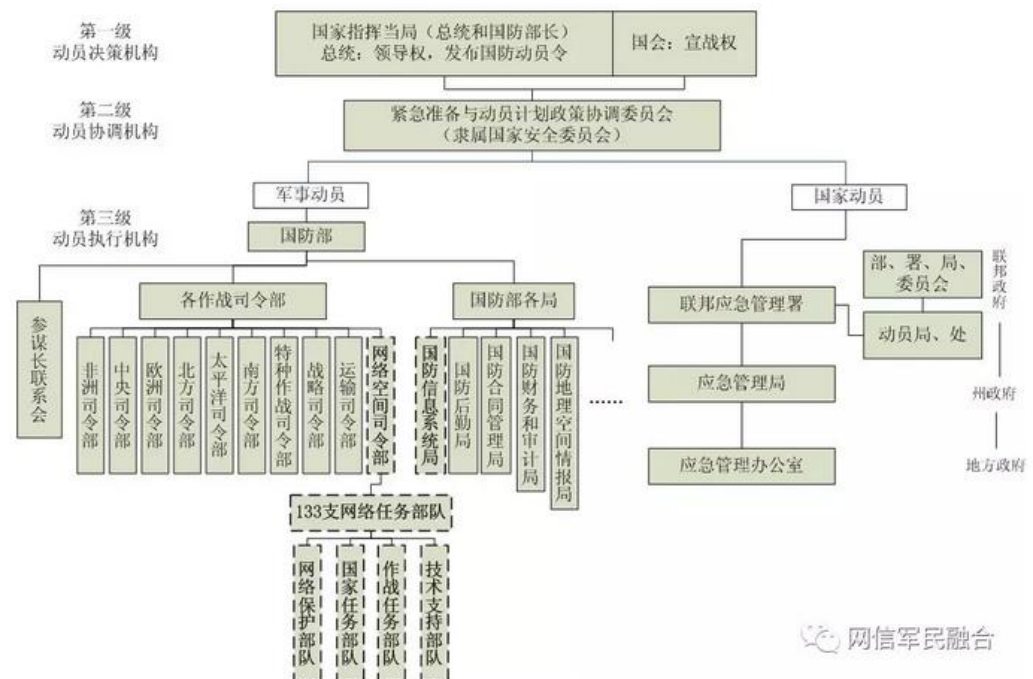 第一级
动员决策机构
国家指挥当局（总统和国防部长）
总统：领导权，发布国防动员令
国会：宣战权
第二级
动员协调机构
紧急准备与动员计划政策协调委员会
（隶属国家安全委员会）
军事动员
国家动员
第三级
动员执行机构
国防部
参谋长联系会
各作战司令部
非洲司令部
中央司令部
欧洲司令部
北方司令部
太平洋司令部
南方司令部
特种作战司令部
战略司令部
运输司令部
网络空间司令部
国防部各局
国防信息系统局
国防后勤局
国防合同管理局
国防财务和审计局
国防地理空间情报局
……
133支网络任务部队
网络保护部队
国家任务部队
作战任务部队
技术支持部队
联邦应急管理署
应急管理局
应急管理办公室
部、署、局、
委员会
动员局、处
联邦政府
州政府
地方政府
网信军民融合